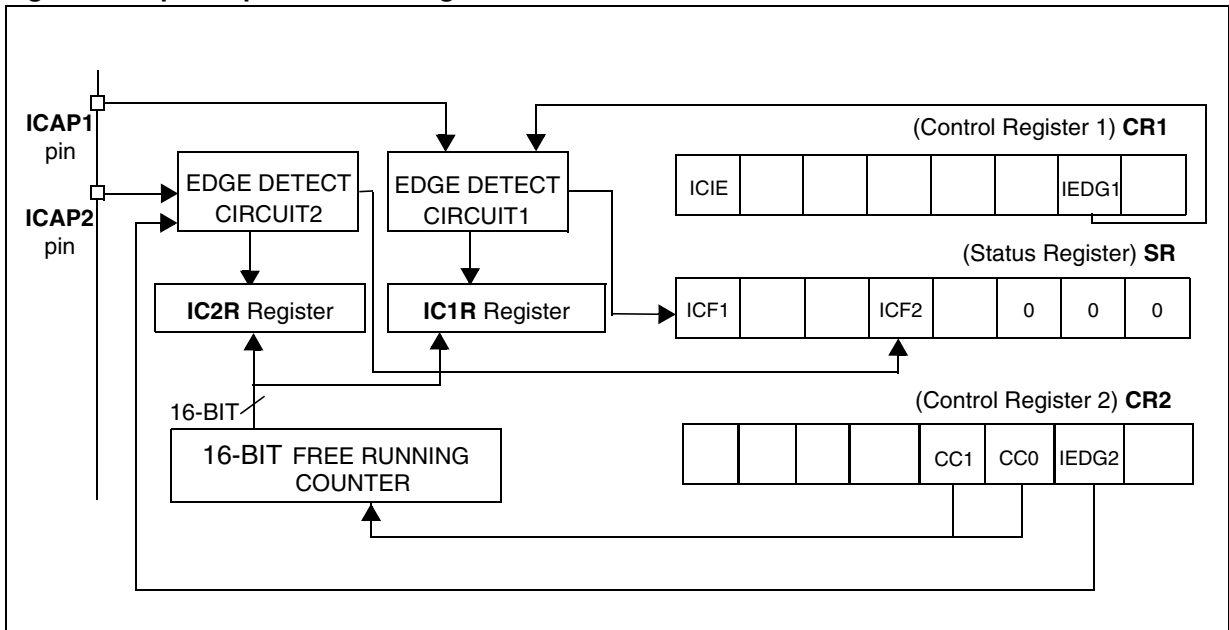 ICAP1
pin
ICAP2
pin
EDGE DETECT
CIRCUIT2
EDGE DETECT
CIRCUIT1
IC2R Register
IC1R Register
16-BIT
16-BIT FREE RUNNING
COUNTER
(Control Register 1) CR1
ICIE IEDG1
(Status Register) SR
ICF1 ICF2 0 0 0
(Control Register 2) CR2
CC1 CC0 IEDG2